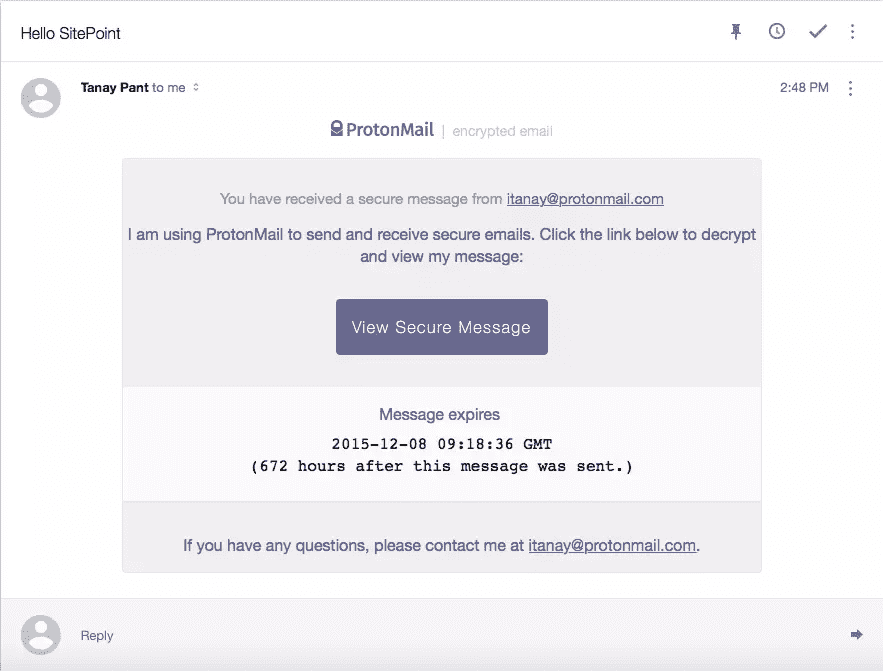 Hello SitePoint
Tanay Pant to me
2:48 PM
ProtonMail | encrypted email
You have received a secure message from itanay@protonmail.com
I am using ProtonMail to send and receive secure emails. Click the link below to decrypt
and view my message:
View Secure Message
Message expires
2015-12-08 09:18:36 GMT
(672 hours after this message was sent.)
If you have any questions, please contact me at itanay@protonmail.com.
Reply